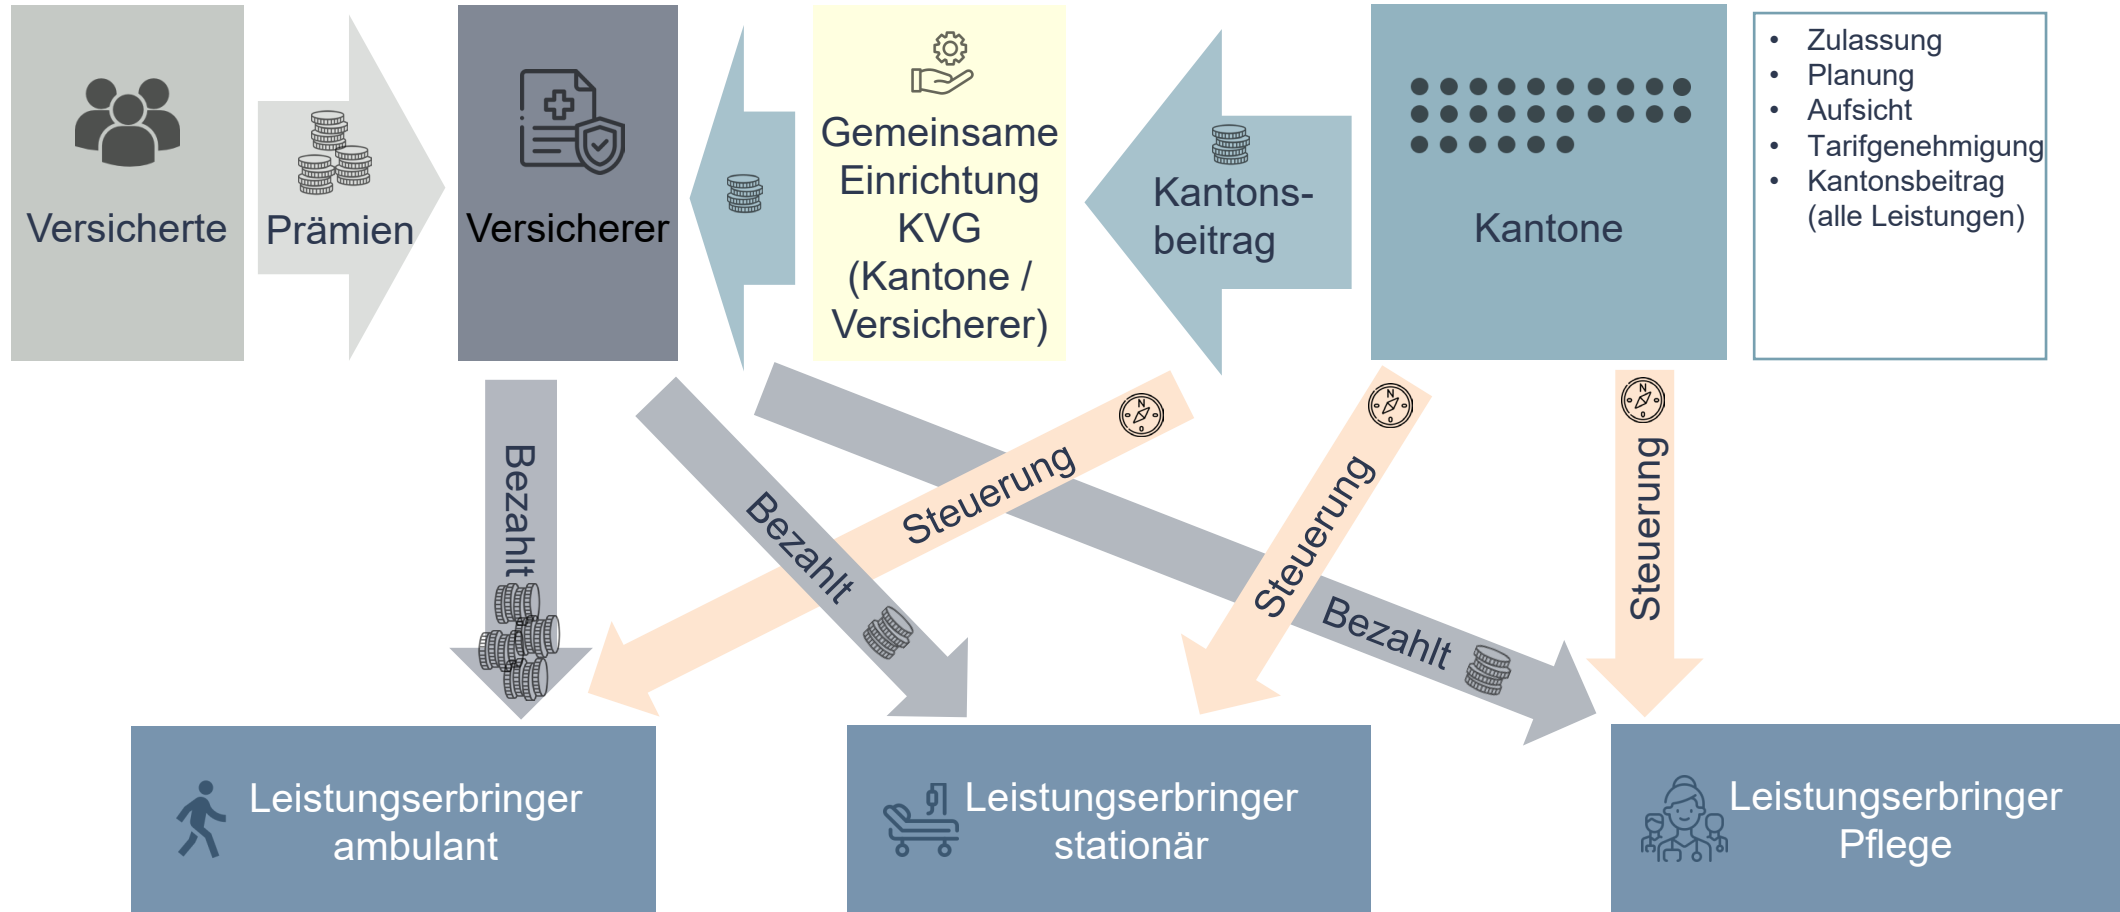 Versicherte
Prämien
Versicherer
Gemeinsame
Einrichtung
KVG
(Kantone /
Versicherer)
Kantons-
beitrag
Kantone
• Zulassung
• Planung
• Aufsicht
• Tarifgenehmigung
• Kantonsbeitrag
(alle Leistungen)
Bezahlt
Bezahlt
Bezahlt
Steuerung
Steuerung
Steuerung
N
O
N
O
N
O
Leistungserbringer
ambulant
Leistungserbringer
stationär
Leistungserbringer
Pflege